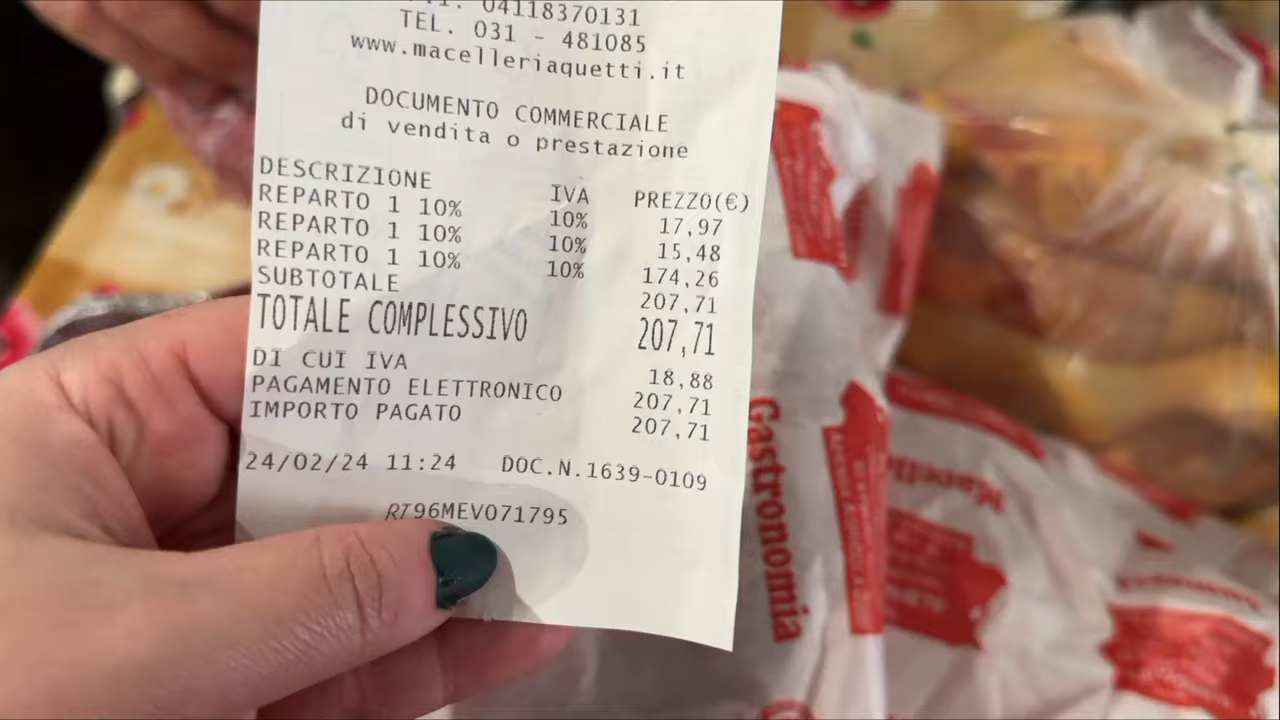 04118370131
TEL. 031 - 481085
www.macelleriaquetti.it
DOCUMENTO COMMERCIALE
di vendita o prestazione
DESCRIZIONE IVA PREZZO(€)
REPARTO 1 10% 10% 17,97
REPARTO 1 10% 10% 15,48
REPARTO 1 10% 10% 174,26
SUBTOTALE 207,71
TOTALE COMPLESSIVO 207,71
DI CUI IVA 18,88
PAGAMENTO ELETTRONICO 207,71
IMPORTO PAGATO 207,71
24/02/24 11:24 DOC.N.1639-0109
RT96MEV071795
Gastronomia